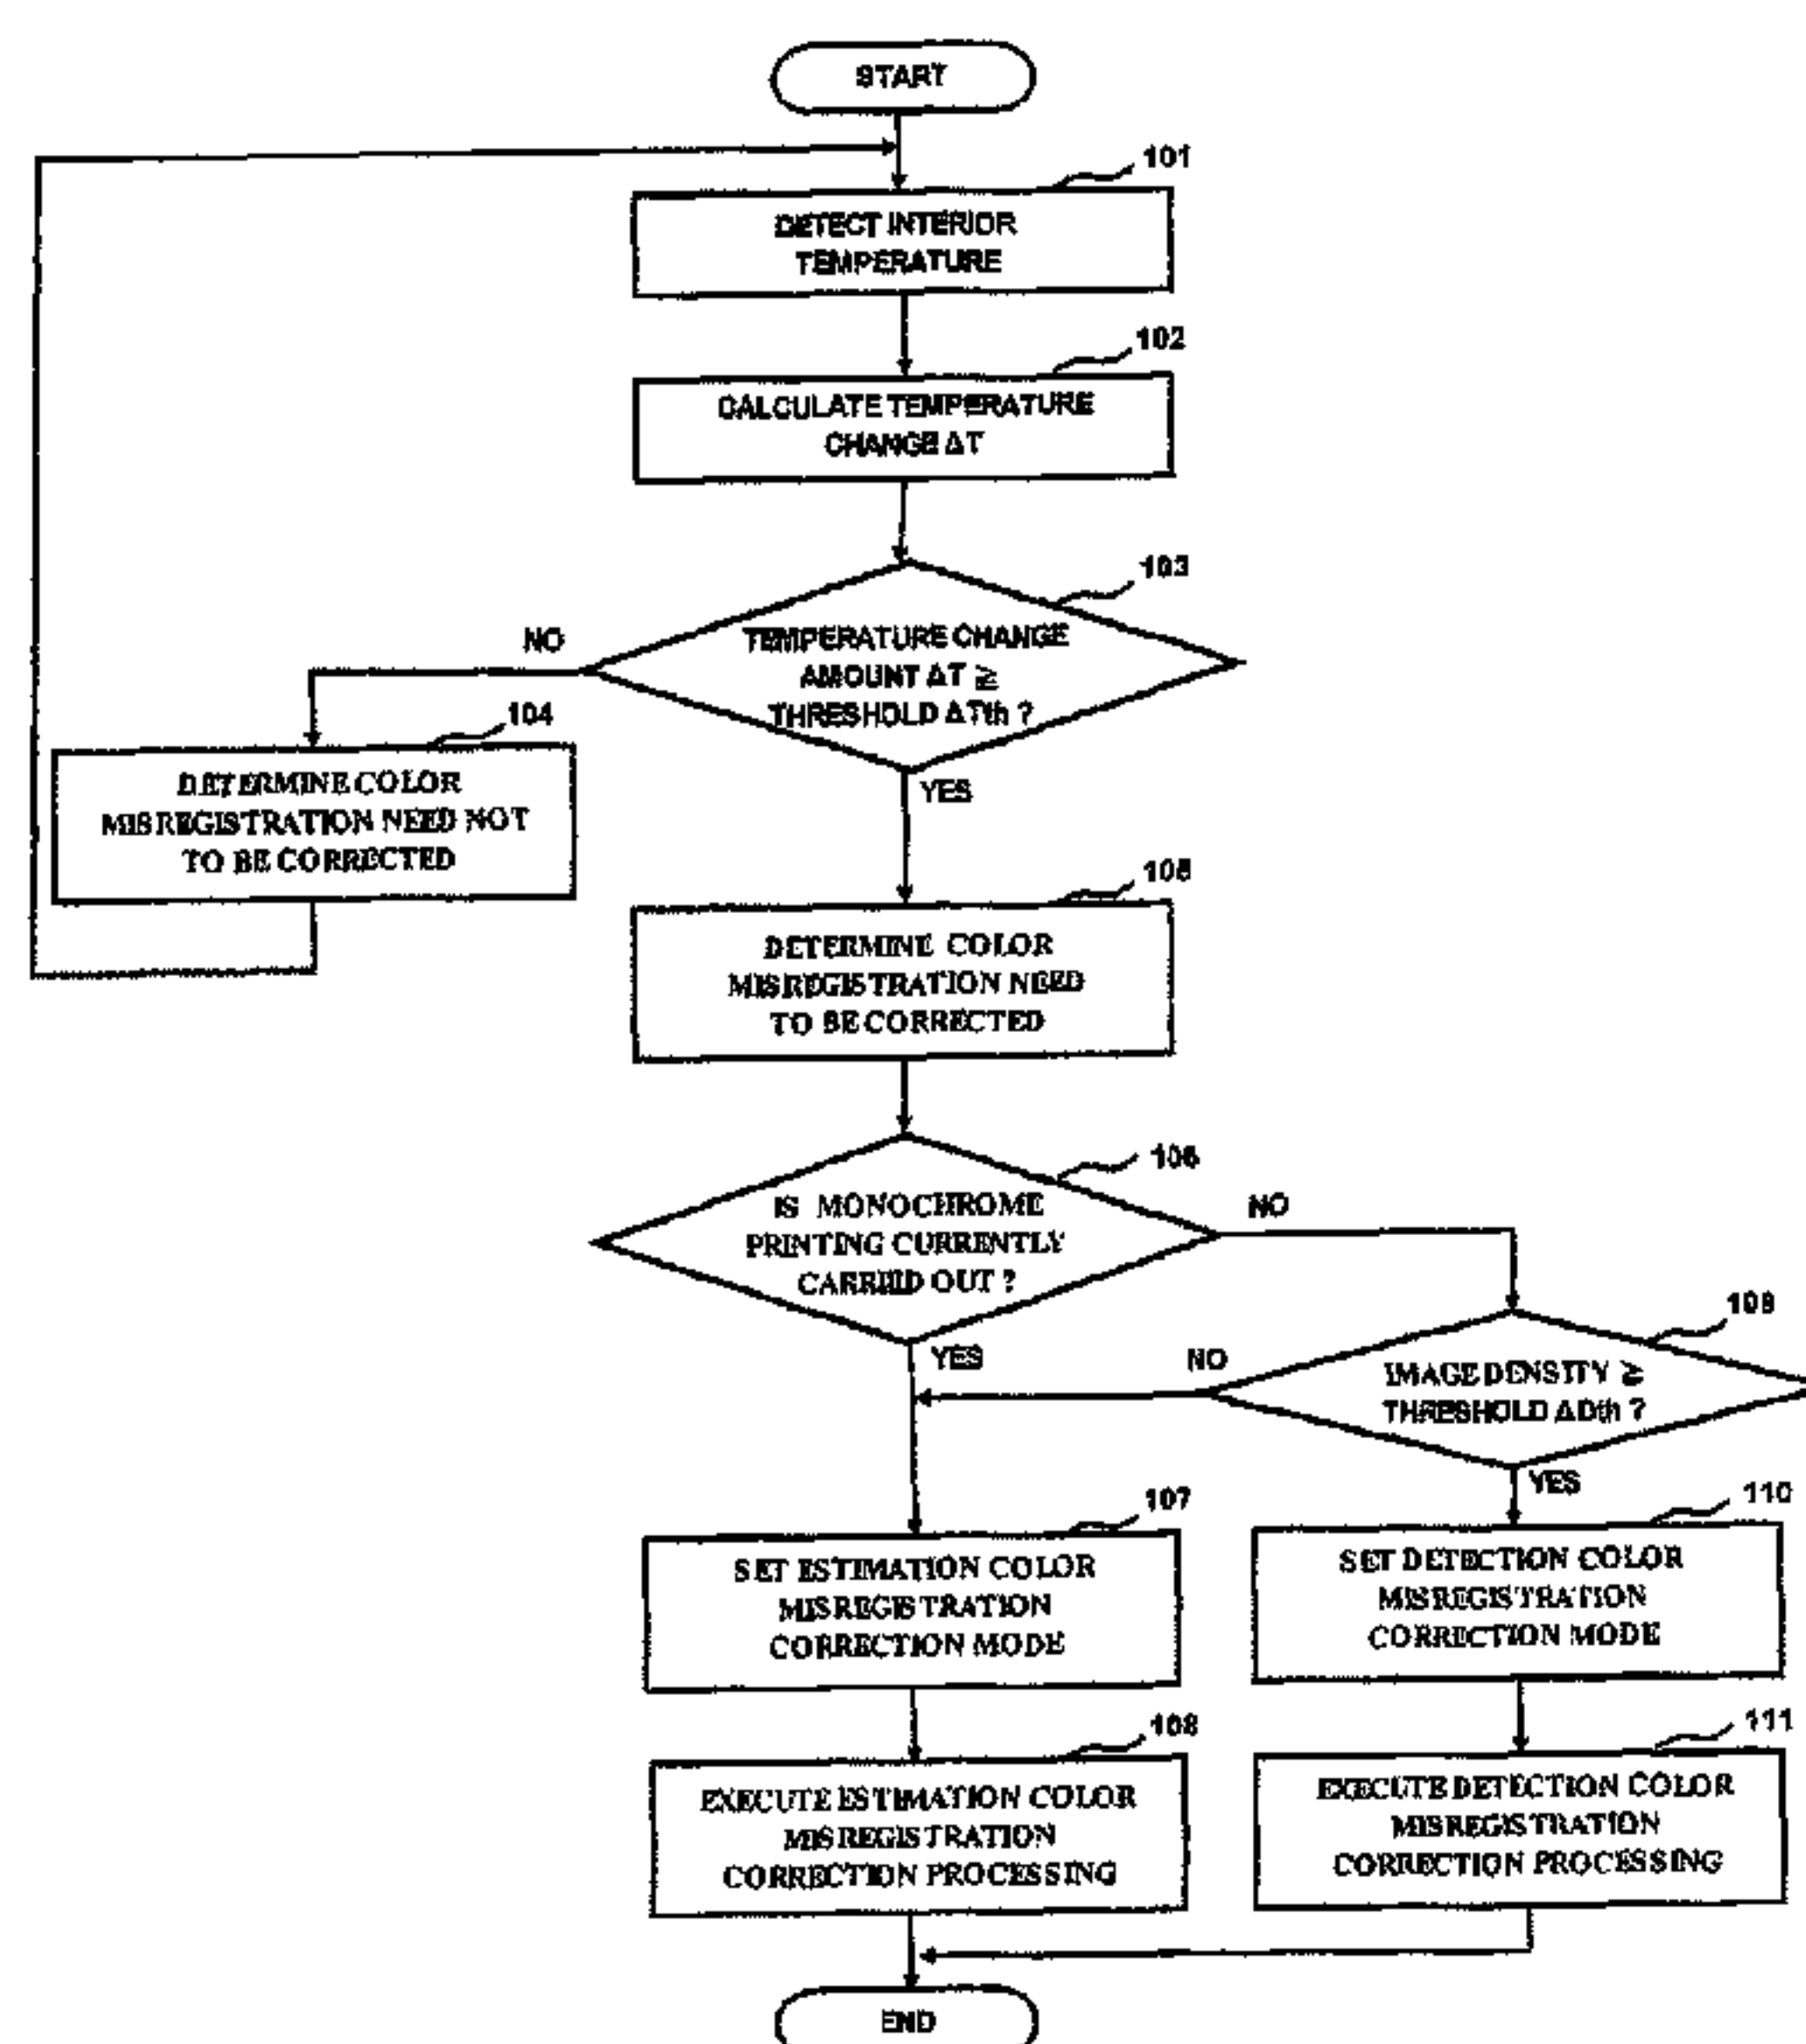 START
101
DETECT INTERIOR
TEMPERATURE
102
CALCULATE TEMPERATURE
CHANGE ΔT
103
TEMPERATURE CHANGE
AMOUNT ΔT ≧
THRESHOLD ΔTth ?
NO
YES
104
DETERMINE COLOR
MISREGISTRATION NEED NOT
TO BE CORRECTED
105
DETERMINE COLOR
MISREGISTRATION NEED
TO BE CORRECTED
106
IS MONOCHROME
PRINTING CURRENTLY
CARRIED OUT ?
NO
YES
109
IMAGE DENSITY ≧
THRESHOLD ΔDth ?
NO
YES
107
SET ESTIMATION COLOR
MISREGISTRATION
CORRECTION MODE
110
SET DETECTION COLOR
MISREGISTRATION
CORRECTION MODE
108
EXECUTE ESTIMATION COLOR
MISREGISTRATION
CORRECTION PROCESSING
111
EXECUTE DETECTION COLOR
MISREGISTRATION
CORRECTION PROCESSING
END